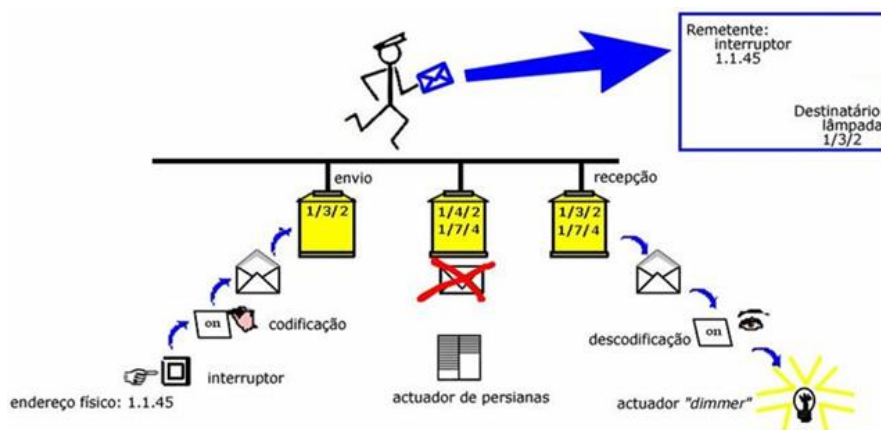 Remetente:
interruptor
1.1.45
Destinatário
lâmpada
1/3/2
envio
recepção
1/3/2
1/4/2
1/7/4
1/3/2
1/7/4
on
codificação
interruptor
endereço físico: 1.1.45
actuador de persianas
descodificação
on
actuador "dimmer"